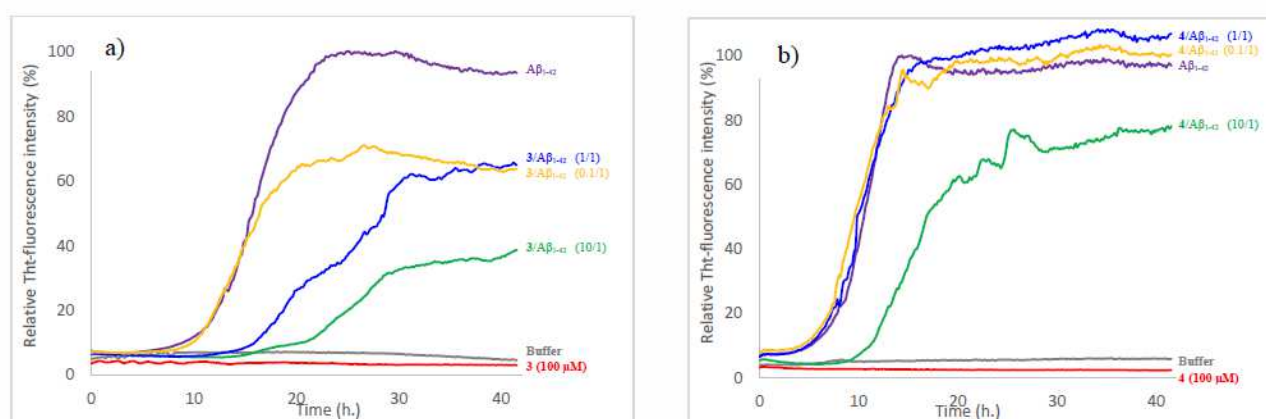 a)
Relative Tht-fluorescence intensity (%)
100
80
60
40
20
0
0
10
20
30
40
Time (h.)
Aβ₁₋₄₂
3/Aβ₁₋₄₂ (1/1)
3/Aβ₁₋₄₂ (0.1/1)
3/Aβ₁₋₄₂ (10/1)
Buffer
3 (100 µM)
b)
Relative Tht-fluorescence intensity (%)
100
80
60
40
20
0
0
10
20
30
40
Time (h.)
4/Aβ₁₋₄₂ (1/1)
4/Aβ₁₋₄₂ (0.1/1)
Aβ₁₋₄₂
4/Aβ₁₋₄₂ (10/1)
Buffer
4 (100 µM)